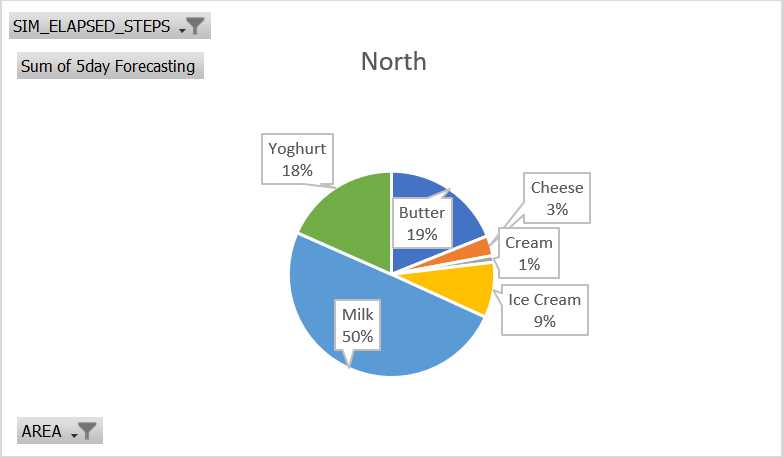 SIM_ELAPSED_STEPS
Sum of 5day Forecasting
North
Yoghurt
18%
Butter
19%
Cheese
3%
Cream
1%
Ice Cream
9%
Milk
50%
AREA